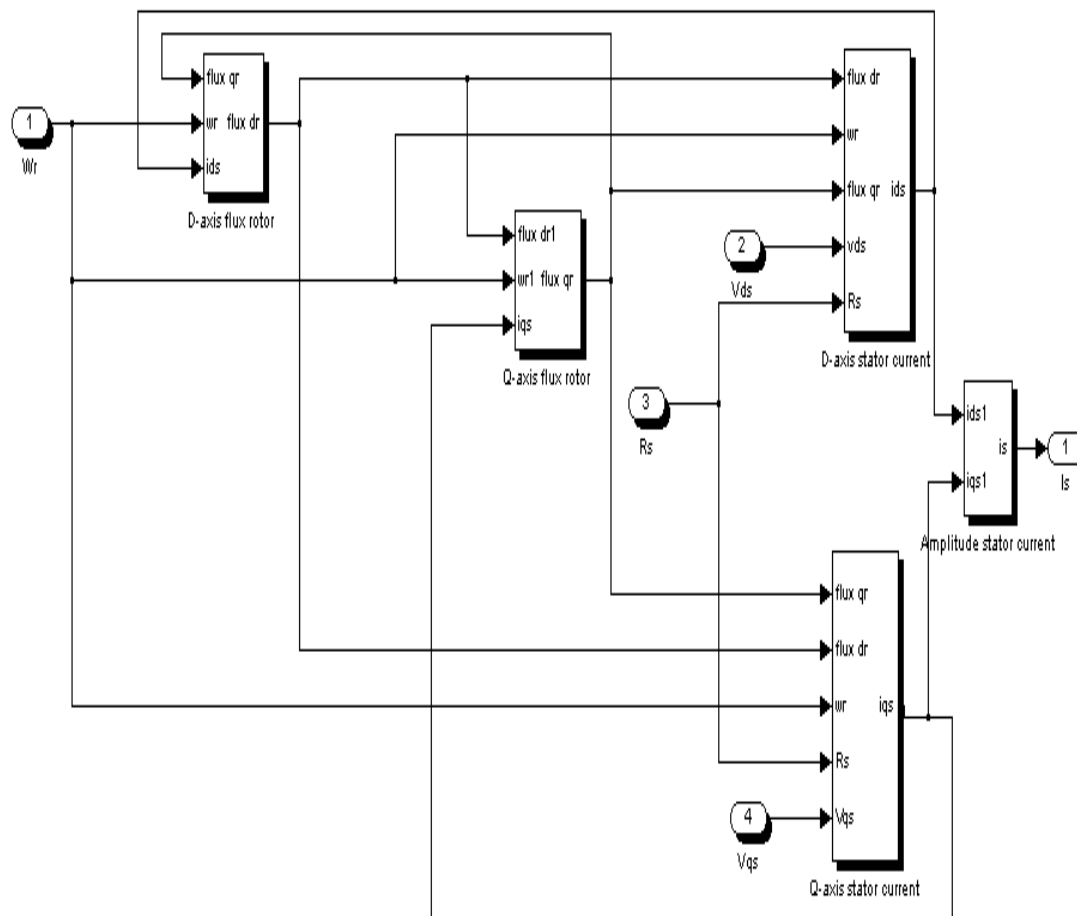 flux qr
wr flux dr
ids
D-axis flux rotor
1
Wr
flux dr1
wr1 flux qr
iqs
Q-axis flux rotor
flux dr
wr
flux qr ids
vds
Rs
D-axis stator current
2
Vds
3
Rs
ids1
is
iqs1
Amplitude stator current
1
Is
flux qr
flux dr
wr iqs
Rs
Vqs
Q-axis stator current
4
Vqs